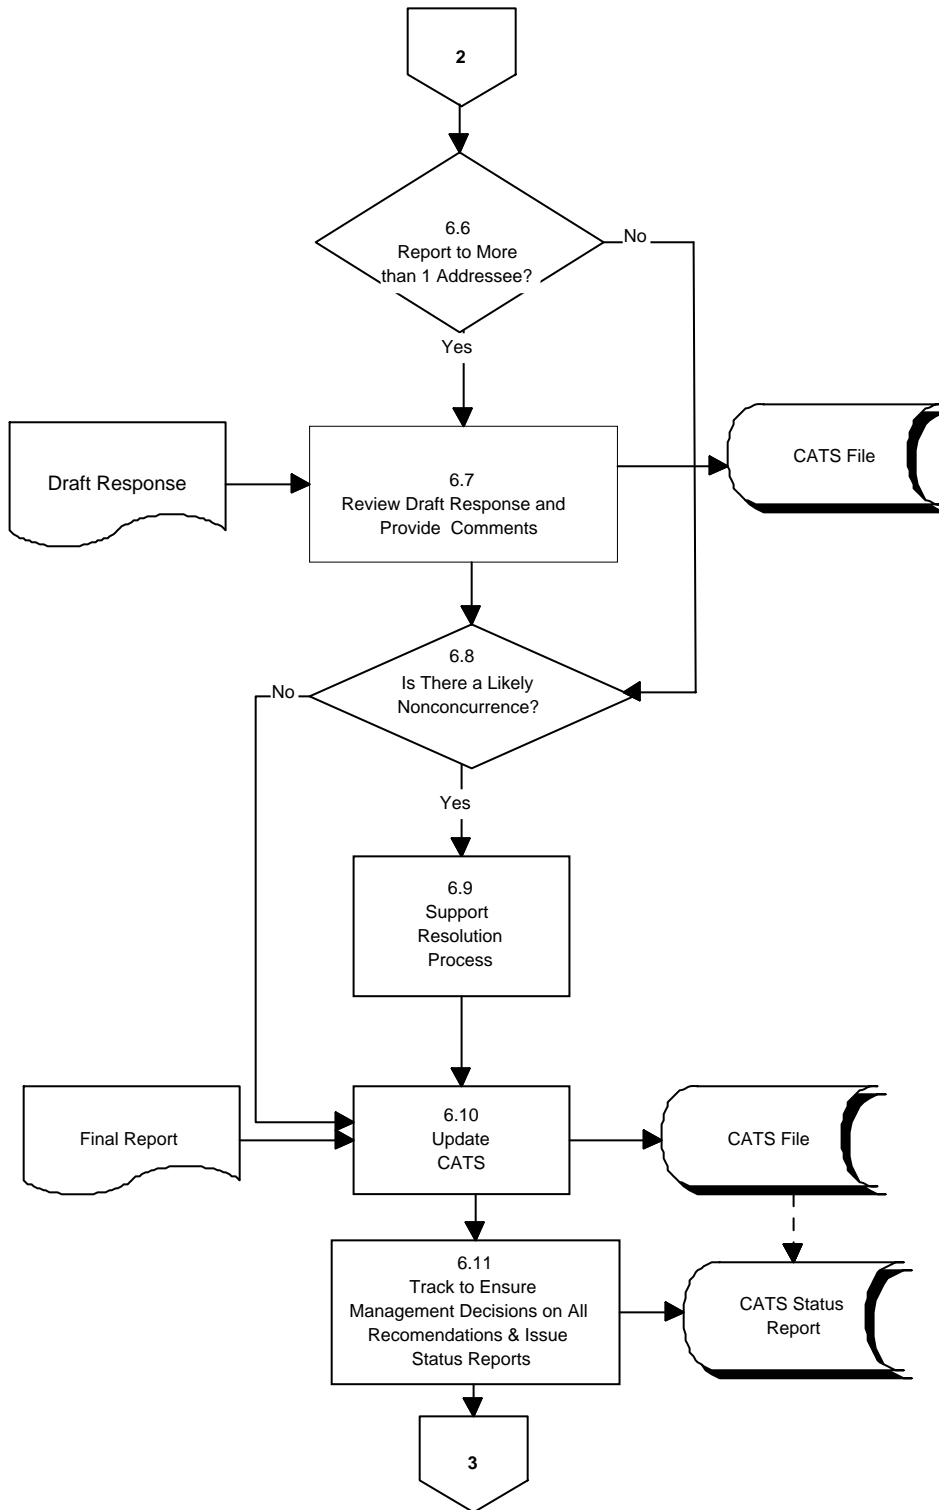 2
6.6
Report to More
than 1 Addressee?
No
Yes
Draft Response
6.7
Review Draft Response and
Provide Comments
CATS File
6.8
Is There a Likely
Nonconcurrence?
No
Yes
6.9
Support
Resolution
Process
Final Report
6.10
Update
CATS
CATS File
6.11
Track to Ensure
Management Decisions on All
Recomendations & Issue
Status Reports
CATS Status
Report
3